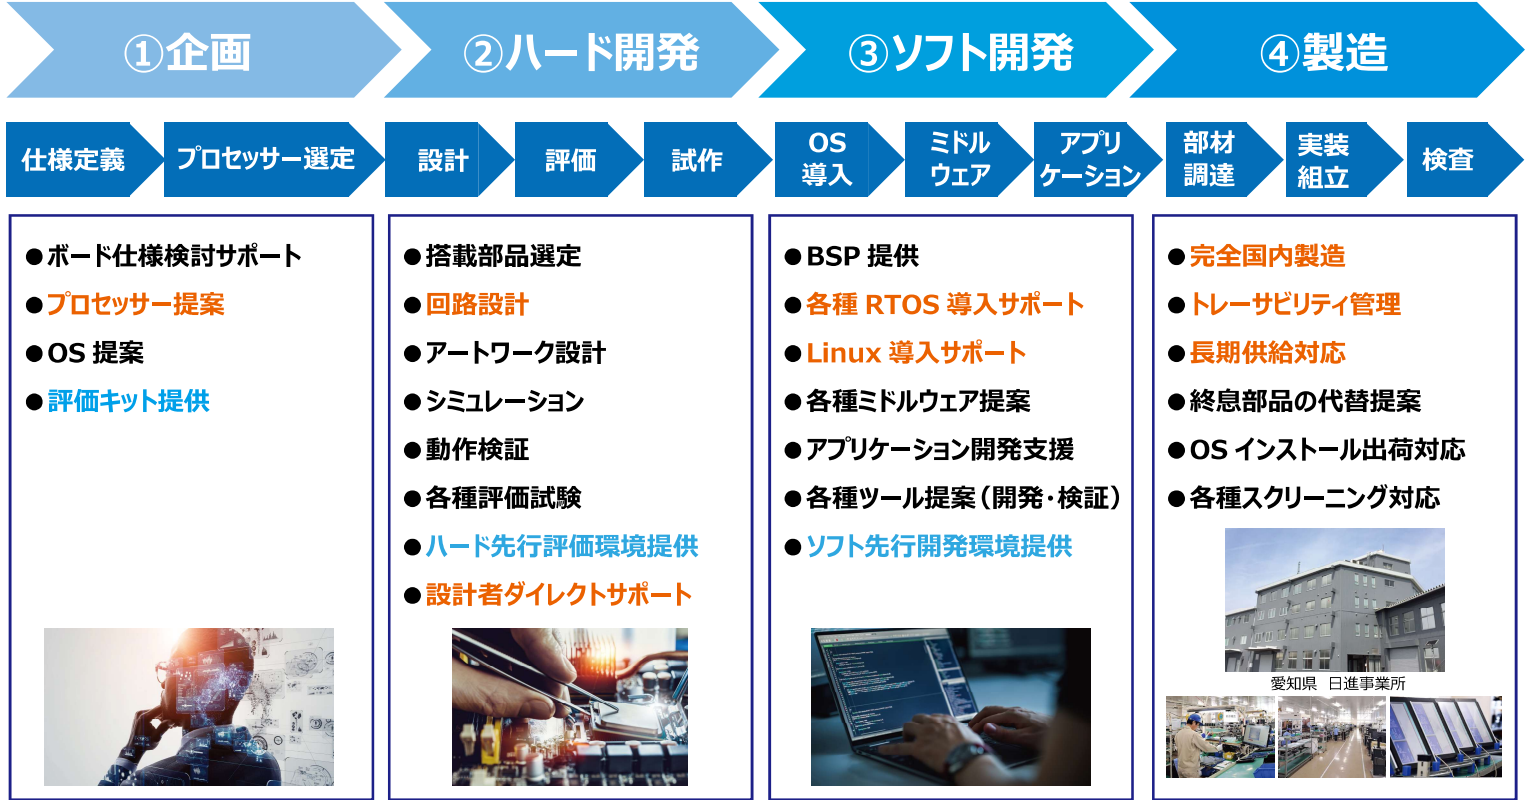 ①企画
②ハード開発
③ソフト開発
④製造
仕様定義
プロセッサー選定
設計
評価
試作
OS
導入
ミドル
ウェア
アプリ
ケーション
部材
調達
実装
組立
検査
●ボード仕様検討サポート
●プロセッサー提案
●OS 提案
●評価キット提供
●搭載部品選定
●回路設計
●アートワーク設計
●シミュレーション
●動作検証
●各種評価試験
●ハード先行評価環境提供
●設計者ダイレクトサポート
●BSP 提供
●各種 RTOS 導入サポート
●Linux 導入サポート
●各種ミドルウェア提案
●アプリケーション開発支援
●各種ツール提案（開発・検証）
●ソフト先行開発環境提供
●完全国内製造
●トレーサビリティ管理
●長期供給対応
●終息部品の代替提案
●OS インストール出荷対応
●各種スクリーニング対応
愛知県　日進事業所